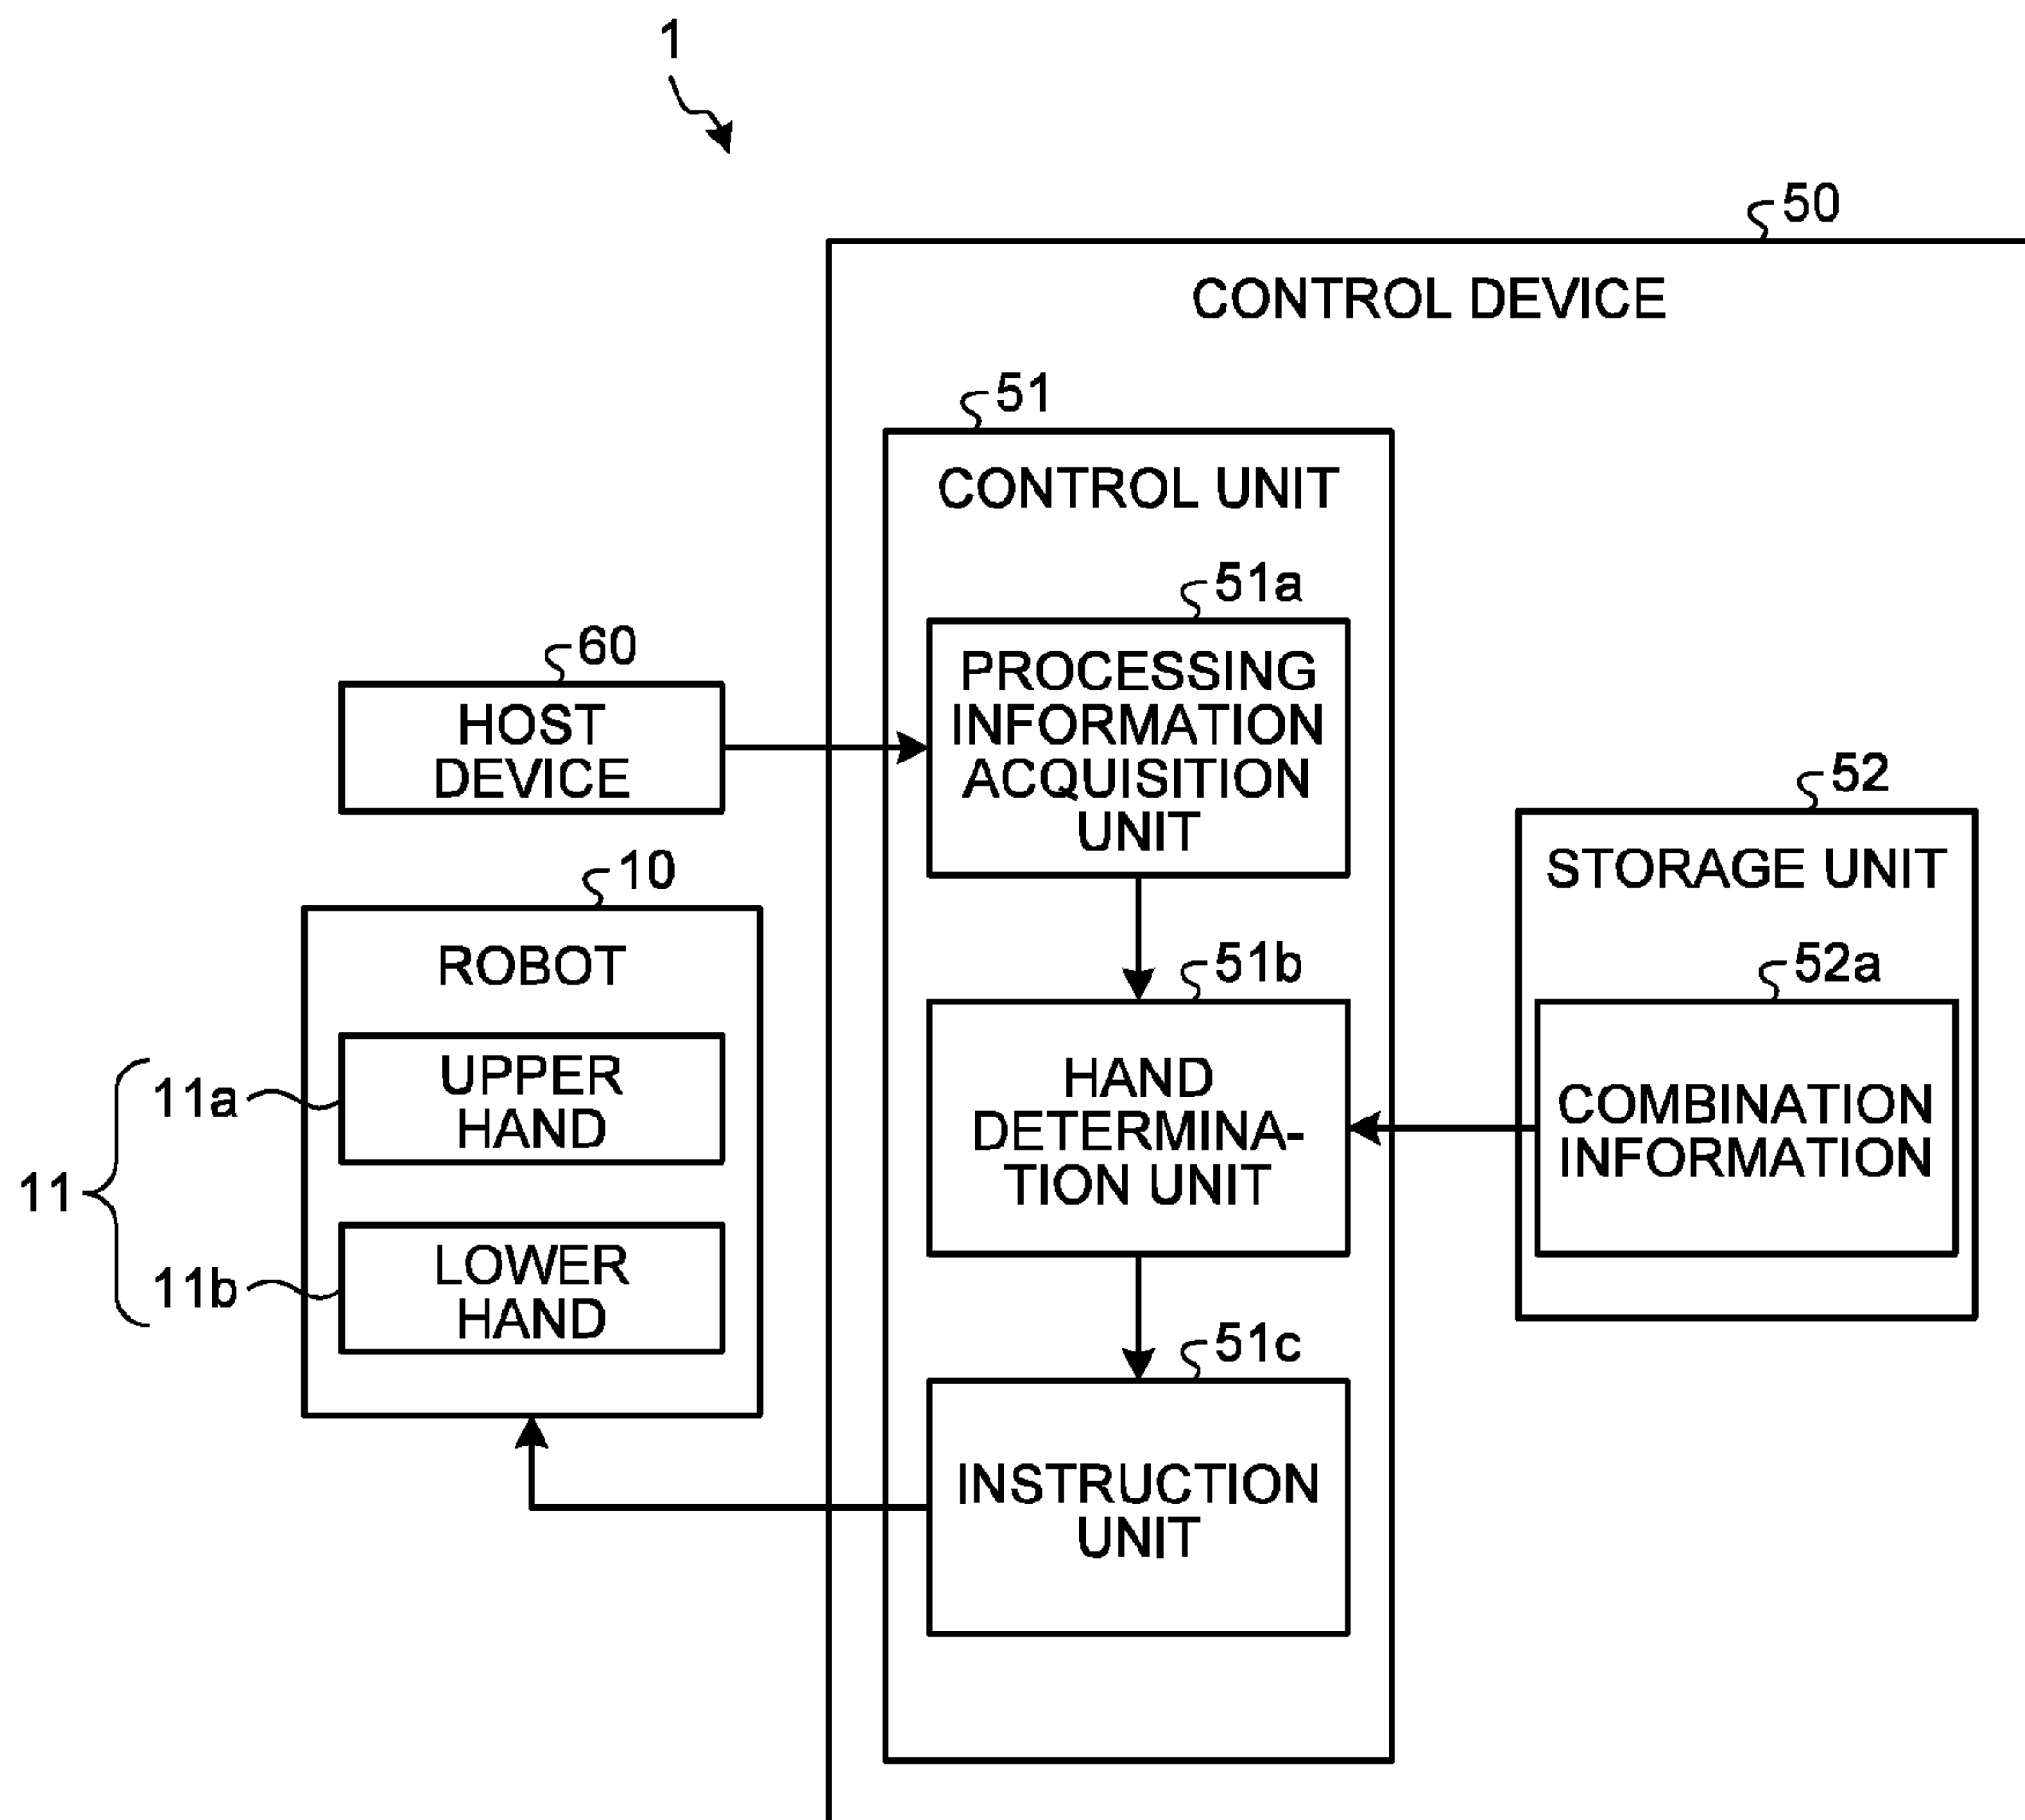 1
50
CONTROL DEVICE
51
CONTROL UNIT
51a
PROCESSING
INFORMATION
ACQUISITION
UNIT
60
HOST
DEVICE
52
STORAGE UNIT
10
ROBOT
51b
52a
HAND
DETERMINA-
TION UNIT
COMBINATION
INFORMATION
11
11a
UPPER
HAND
11b
LOWER
HAND
51c
INSTRUCTION
UNIT